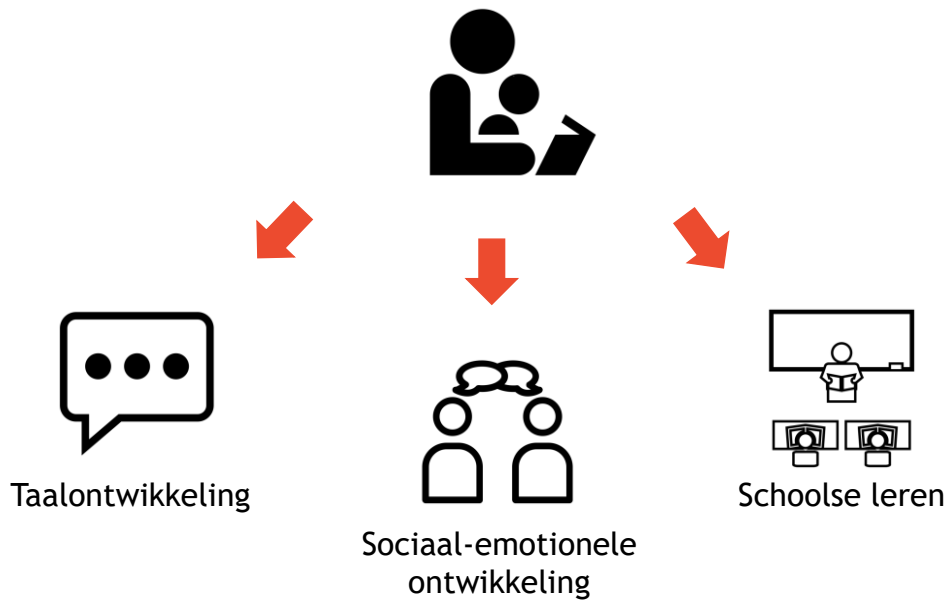 Taalontwikkeling
Sociaal-emotionele
ontwikkeling
Schoolse leren